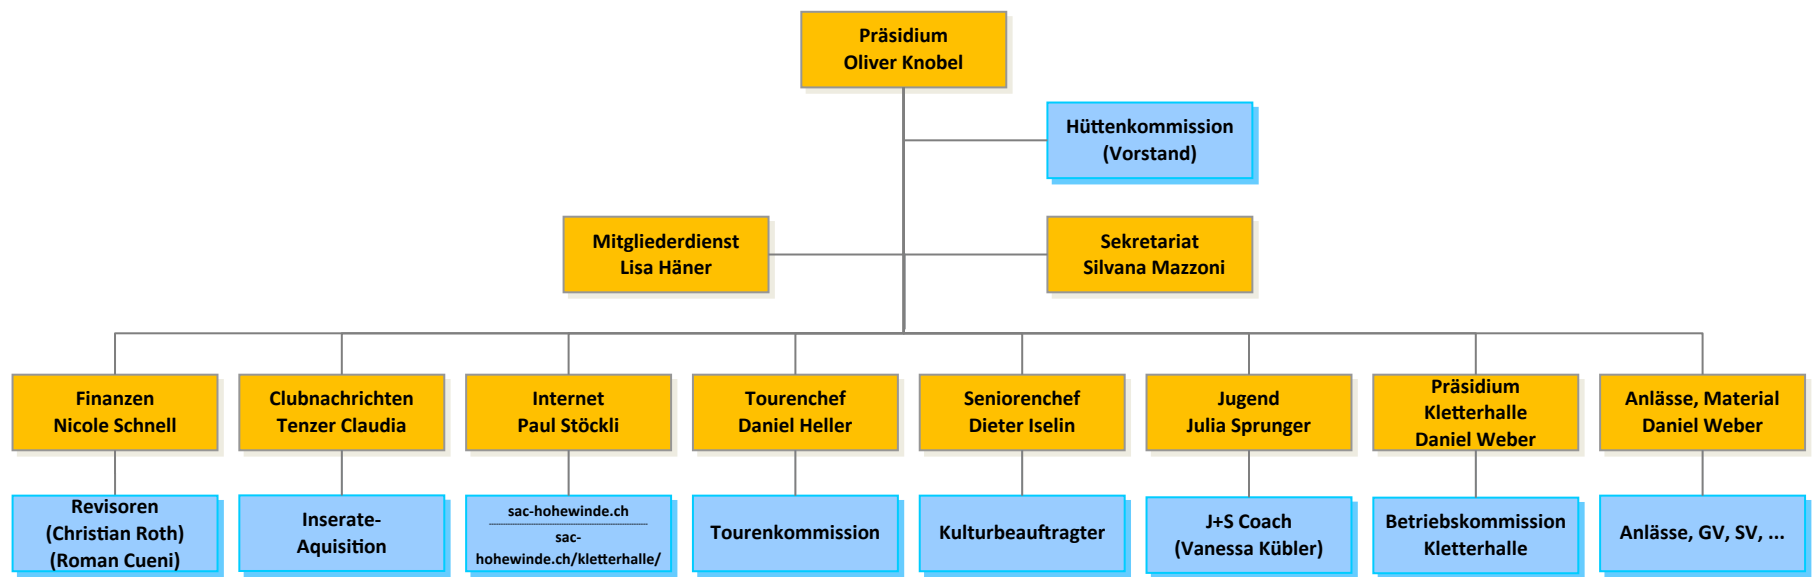 Präsidium
Oliver Knobel
Hüttenkommission
(Vorstand)
Mitgliederdienst
Lisa Häner
Sekretariat
Silvana Mazzoni
Finanzen
Nicole Schnell
Clubnachrichten
Tenzer Claudia
Internet
Paul Stöckli
Tourenchef
Daniel Heller
Seniorenchef
Dieter Iselin
Jugend
Julia Sprunger
Präsidium
Kletterhalle
Daniel Weber
Anlässe, Material
Daniel Weber
Revisoren
(Christian Roth)
(Roman Cueni)
Inserate-
Aquisition
sac-hohewinde.ch
sac-
hohewinde.ch/kletterhalle/
Tourenkommission
Kulturbeauftragter
J+S Coach
(Vanessa Kübler)
Betriebskommission
Kletterhalle
Anlässe, GV, SV, ...